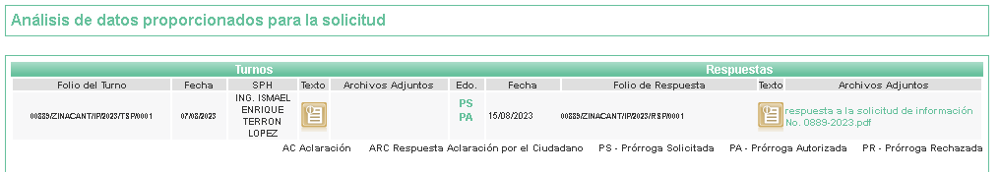 Análisis de datos proporcionados para la solicitud
Turnos Respuestas
Folio del Turno Fecha SPH Texto Archivos Adjuntos Edo. Fecha Folio de Respuesta Texto Archivos Adjuntos
00889/ZINACANT/IP/2023/TSP/0001 07/08/2023 ING. ISMAEL ENRIQUE TERRON LOPEZ PS PA 15/08/2023 00889/ZINACANT/IP/2023/RSP/0001 respuesta a la solicitud de información No. 0889-2023.pdf
AC Aclaración ARC Respuesta Aclaración por el Ciudadano PS - Prórroga Solicitada PA - Prórroga Autorizada PR - Prórroga Rechazada